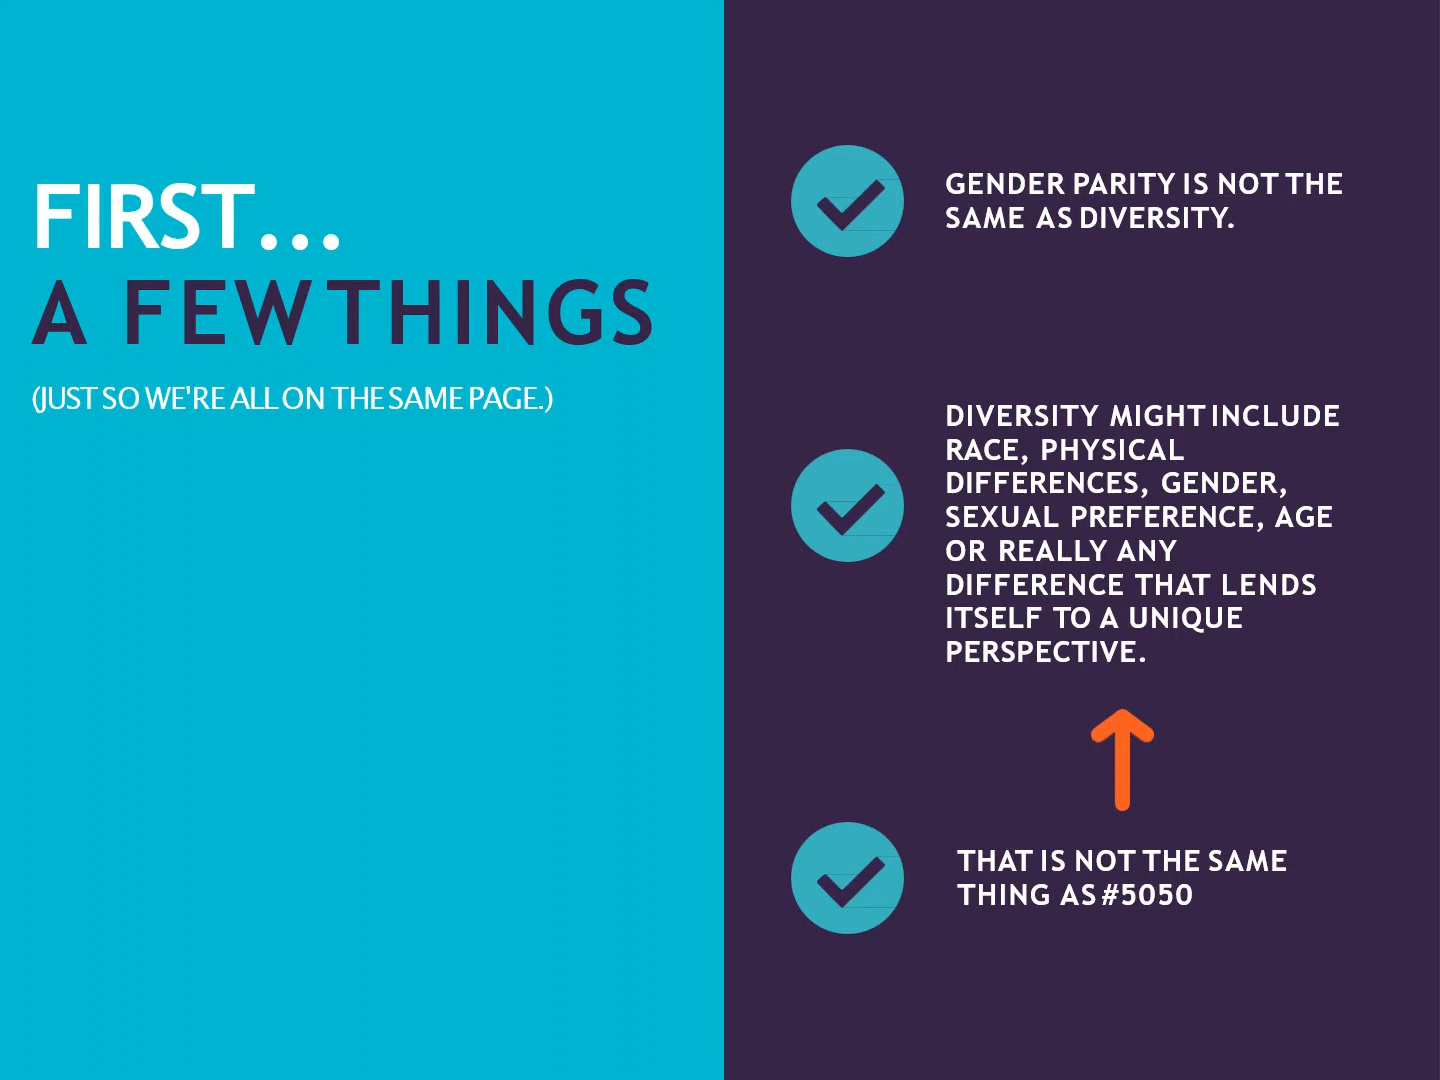 FIRST...
A FEW THINGS
(JUST SO WE'RE ALL ON THE SAME PAGE.)
GENDER PARITY IS NOT THE
SAME AS DIVERSITY.
DIVERSITY MIGHT INCLUDE
RACE, PHYSICAL
DIFFERENCES, GENDER,
SEXUAL PREFERENCE, AGE
OR REALLY ANY
DIFFERENCE THAT LENDS
ITSELF TO A UNIQUE
PERSPECTIVE.
THAT IS NOT THE SAME
THING AS #5050